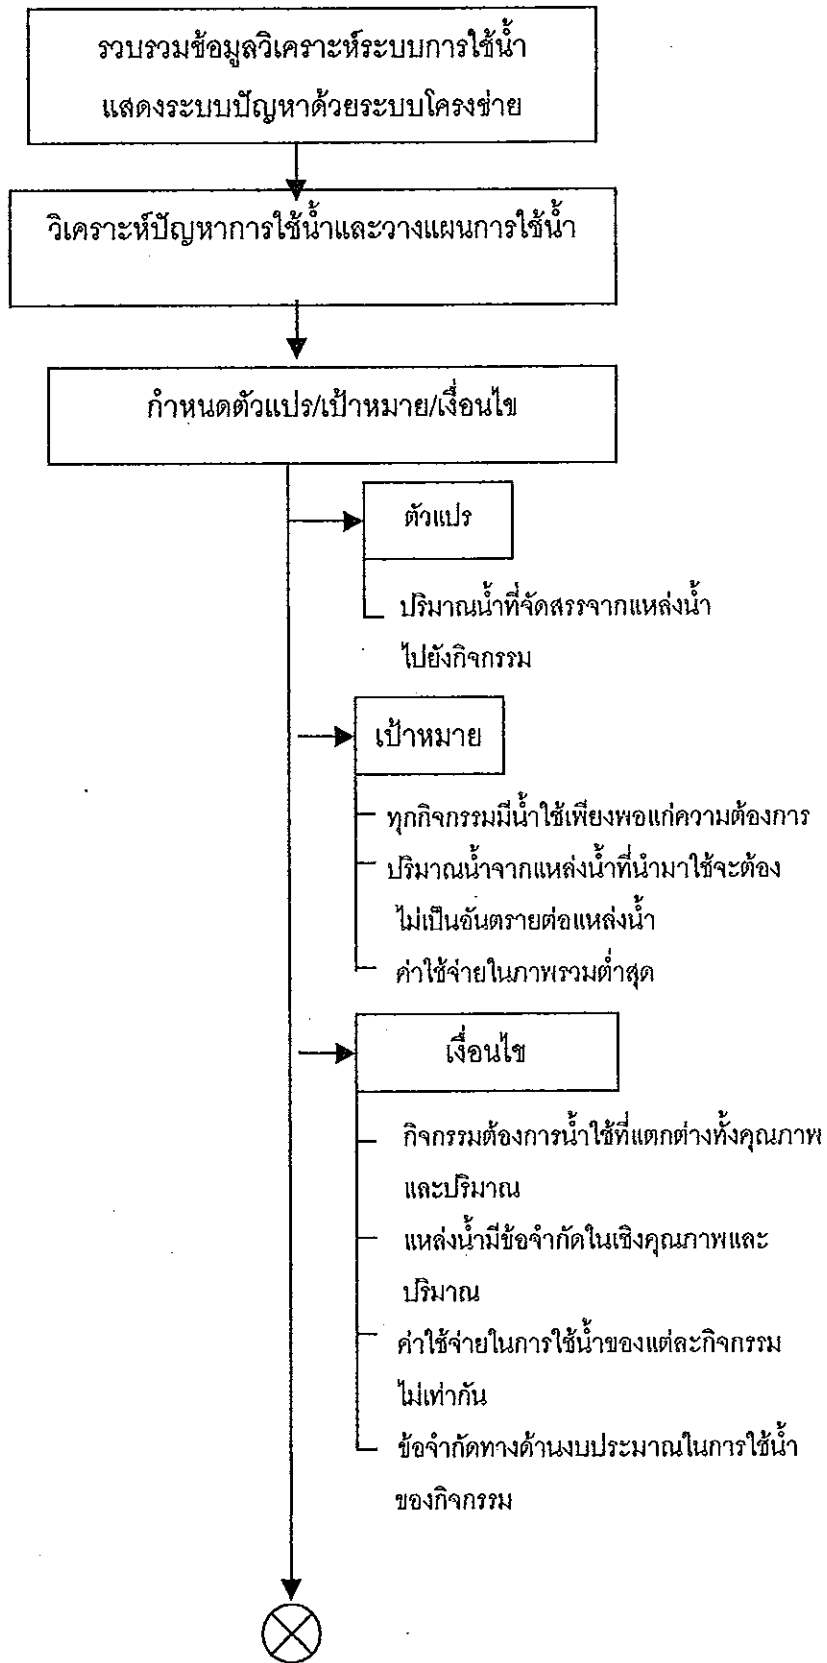 รวบรวมข้อมูลวิเคราะห์ระบบการใช้น้ำ
แสดงระบบปัญหาด้วยระบบโครงข่าย
วิเคราะห์ปัญหาการใช้น้ำและวางแผนการใช้น้ำ
กำหนดตัวแปร/เป้าหมาย/เงื่อนไข
ตัวแปร
ปริมาณน้ำที่จัดสรรจากแหล่งน้ำ
ไปยังกิจกรรม
เป้าหมาย
ทุกกิจกรรมมีน้ำใช้เพียงพอแก่ความต้องการ
ปริมาณน้ำจากแหล่งน้ำที่นำมาใช้จะต้อง
ไม่เป็นอันตรายต่อแหล่งน้ำ
ค่าใช้จ่ายในภาพรวมต่ำสุด
เงื่อนไข
กิจกรรมต้องการน้ำใช้ที่แตกต่างทั้งคุณภาพ
และปริมาณ
แหล่งน้ำมีข้อจำกัดในเชิงคุณภาพและ
ปริมาณ
ค่าใช้จ่ายในการใช้น้ำของแต่ละกิจกรรม
ไม่เท่ากัน
ข้อจำกัดทางด้านงบประมาณในการใช้น้ำ
ของกิจกรรม